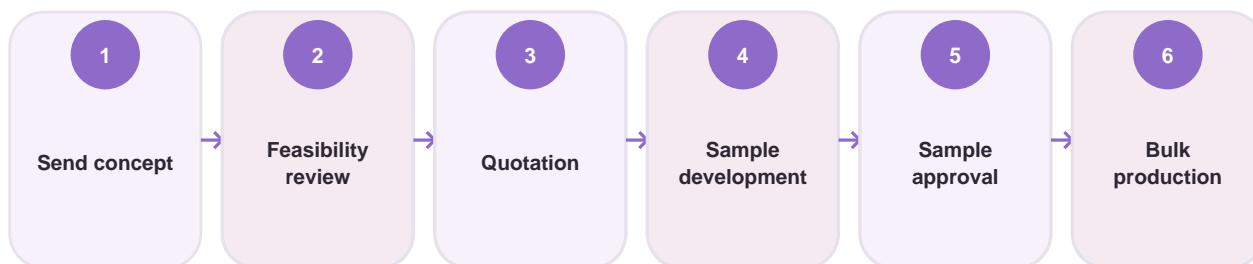 1
Send concept
2
Feasibility
review
3
Quotation
4
Sample
development
5
Sample
approval
6
Bulk
production